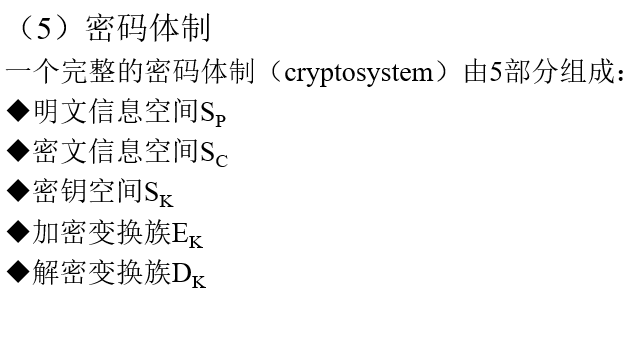 （5）密码体制
一个完整的密码体制（cryptosystem）由5部分组成：
◆明文信息空间SP
◆密文信息空间SC
◆密钥空间SK
◆加密变换族EK
◆解密变换族DK